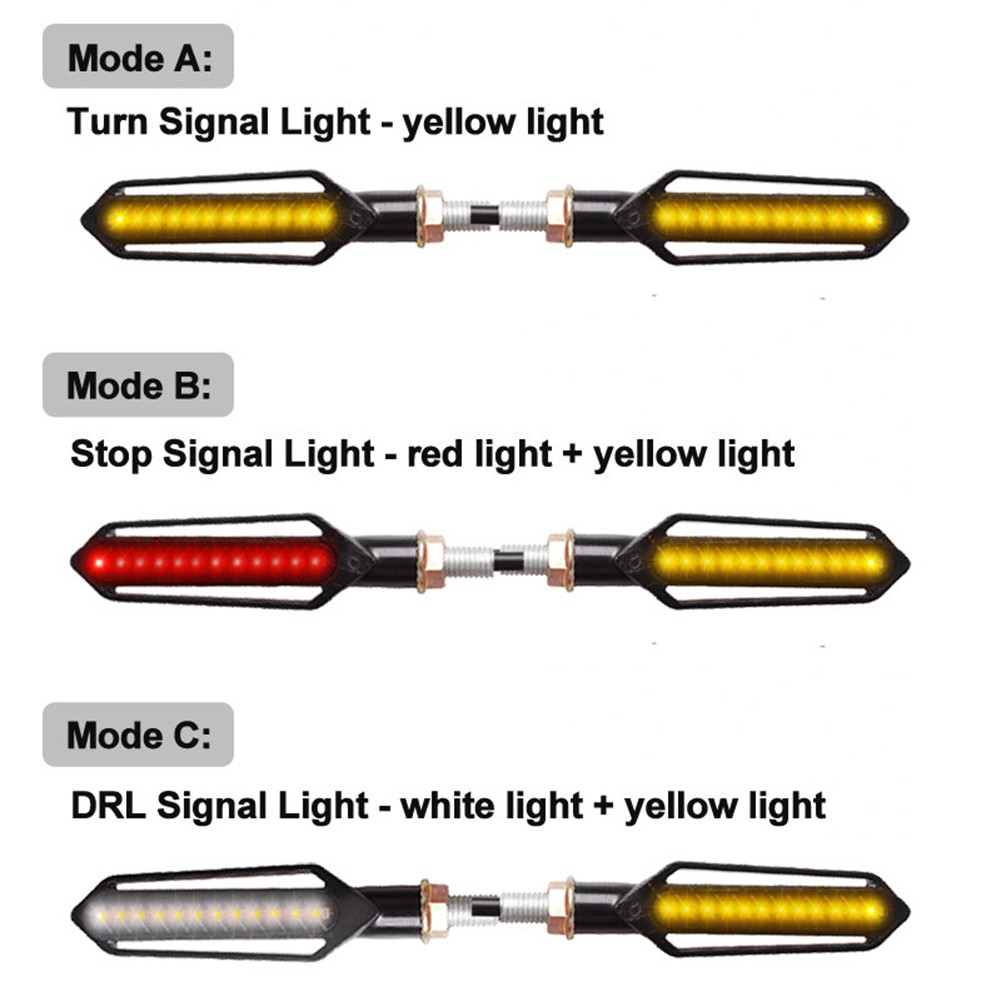 Mode A:
Turn Signal Light - yellow light
Mode B:
Stop Signal Light - red light + yellow light
Mode C:
DRL Signal Light - white light + yellow light